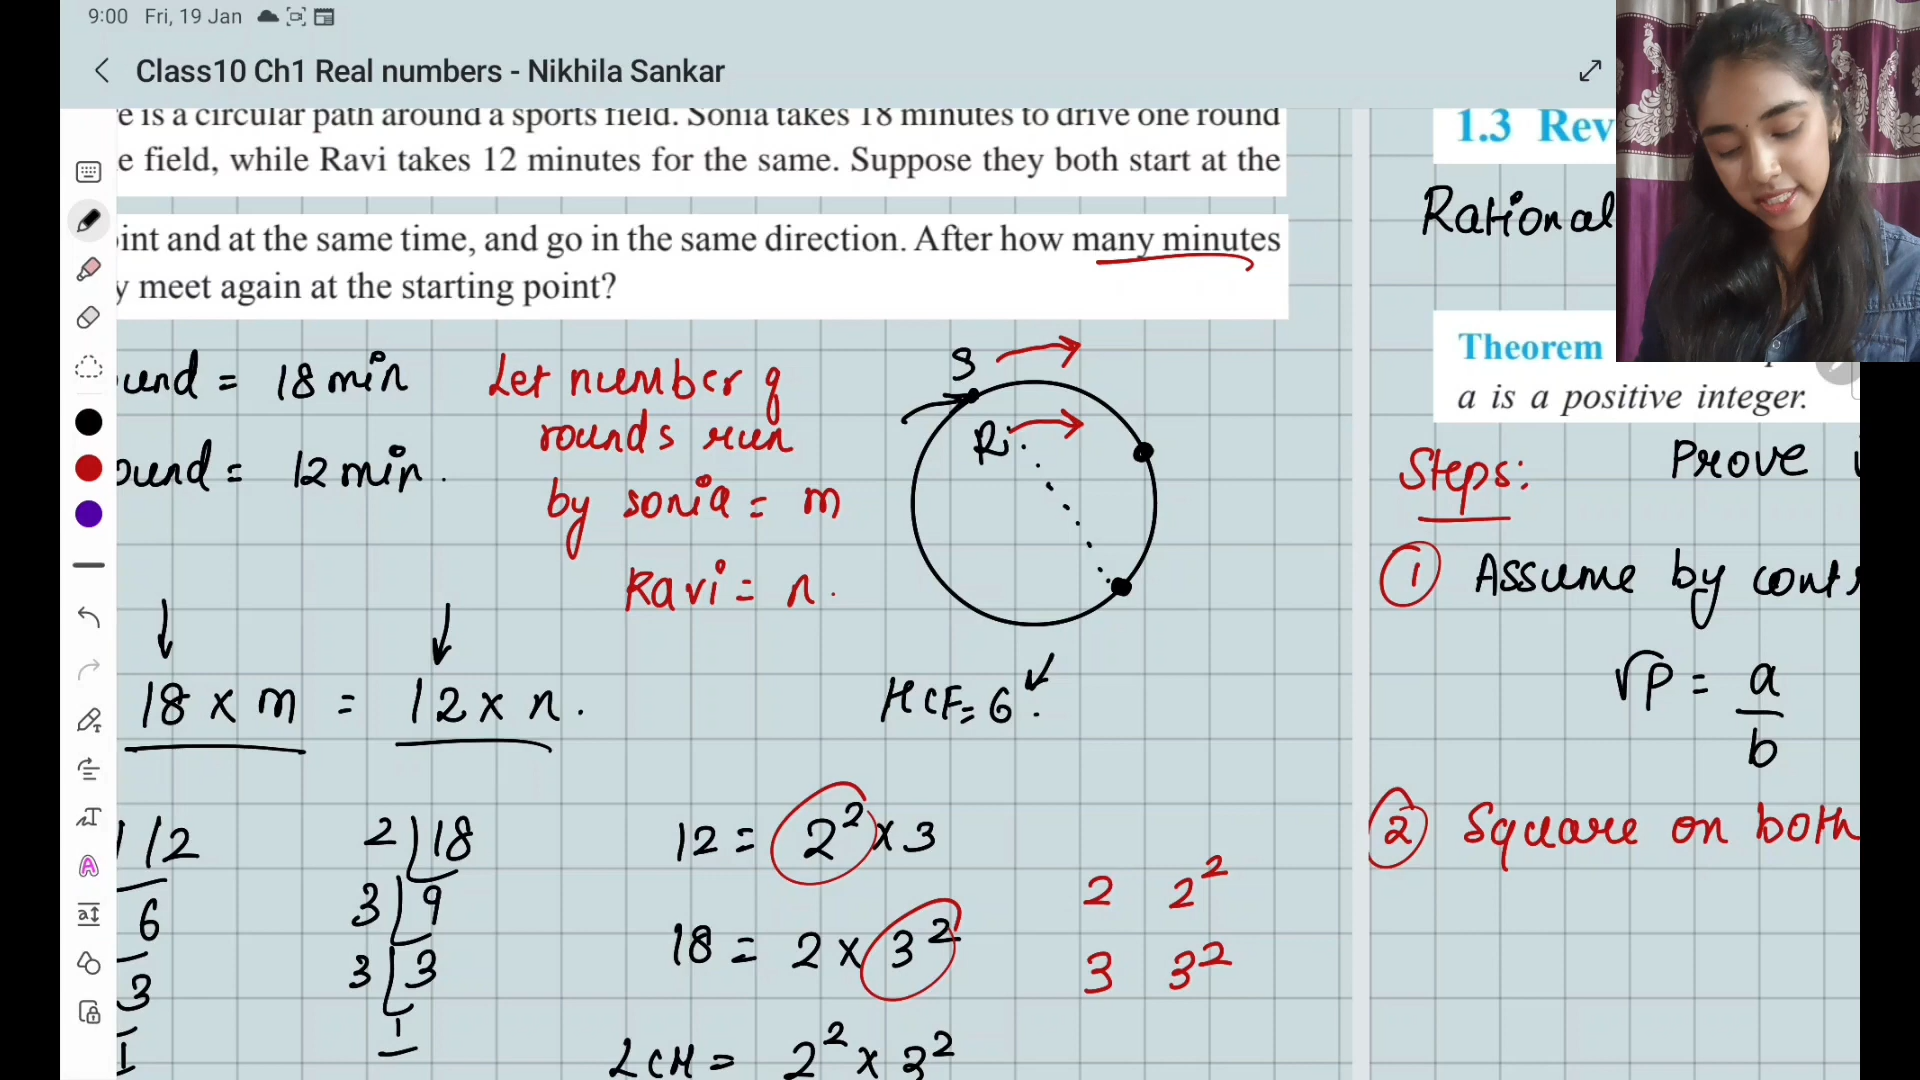 9:00 Fri, 19 Jan
Class10 Ch1 Real numbers - Nikhila Sankar
e is a circular path around a sports field. Sonia takes 18 minutes to drive one round
e field, while Ravi takes 12 minutes for the same. Suppose they both start at the
int and at the same time, and go in the same direction. After how many minutes
y meet again at the starting point?
und = 18 min
ound = 12 min.
Let number of
rounds run
by sonia = m
Ravi = n.
S
R
18 × m = 12 × n.
HCF = 6.
12
6
3
1
2 | 18
3 | 9
3 | 3
1
12 = 2² × 3
18 = 2 × 3²
LCM = 2² × 3²
2 2²
3 3²
1.3 Rev
Rational
Theorem
a is a positive integer.
Steps:
Prove
1 Assume by cont
√p = a
b
2 Square on both
A
T
a